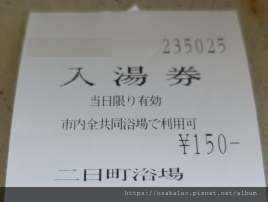 235025
入湯券
当日限り有効
市内全共同浴場で利用可
¥150-
二日町浴場
https://osakaleo.pixnet.net/album